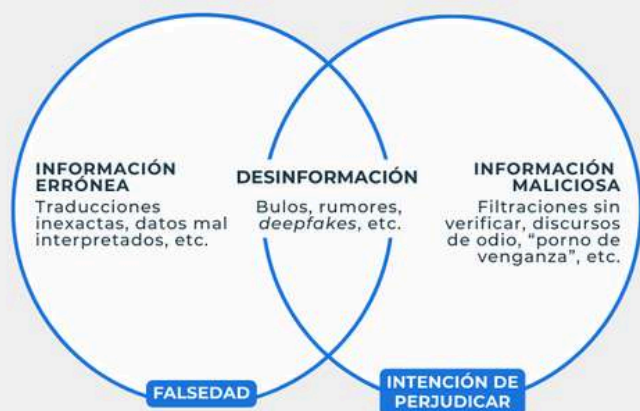 INFORMACIÓN
ERRÓNEA
Traducciones
inexactas, datos mal
interpretados, etc.
DESINFORMACIÓN
Bulos, rumores,
deepfakes, etc.
INFORMACIÓN
MALICIOSA
Filtraciones sin
verificar, discursos
de odio, “porno de
venganza”, etc.
FALSEDAD
INTENCIÓN DE
PERJUDICAR